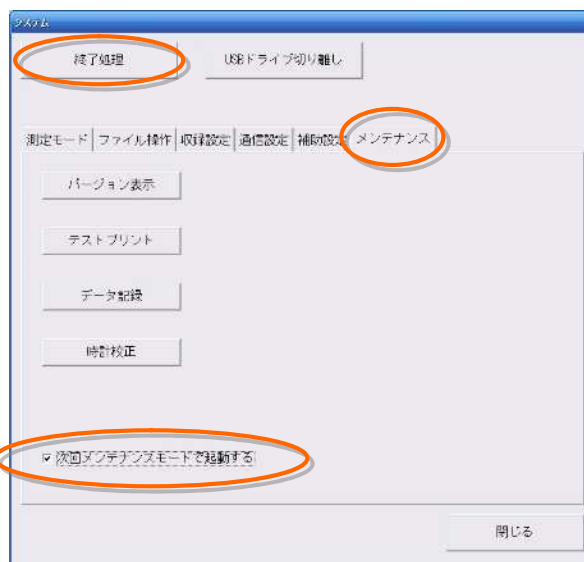 システム
終了処理 USBドライブ切り離し
測定モード ファイル操作 収録設定 通信設定 補助設定 メンテナンス
バージョン表示
テストプリント
データ記録
時計校正
次回メンテナンスモードで起動する
閉じる